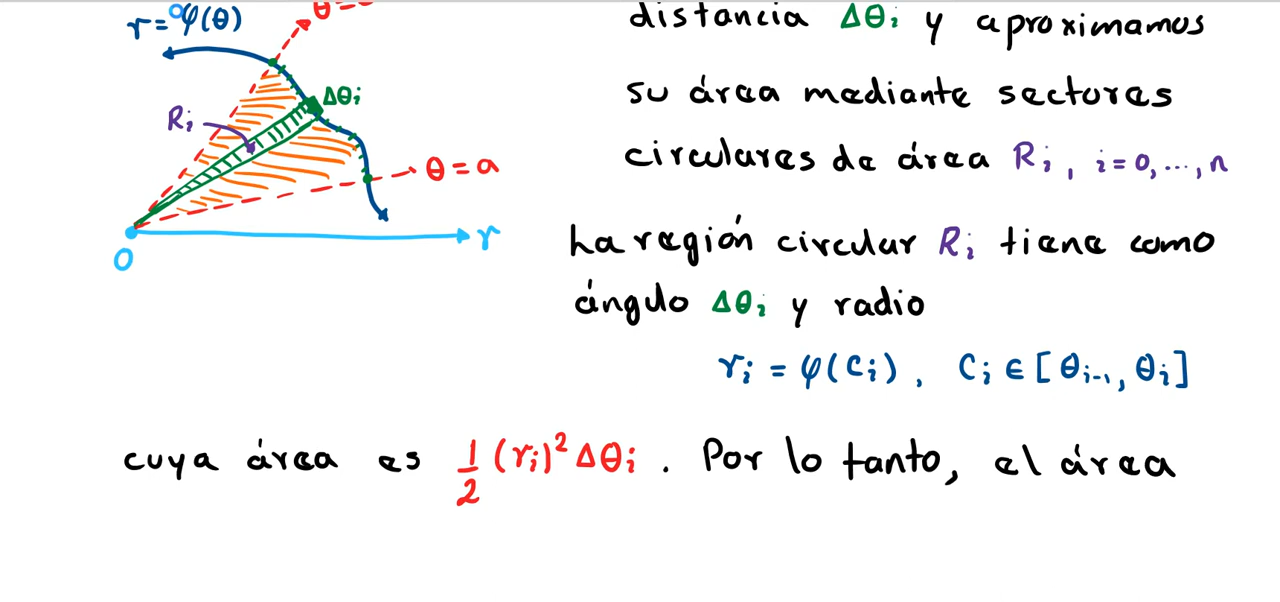 r=φ(θ)
θ=
distancia Δθi y aproximamos
su área mediante sectores
circulares de área Ri, i=0,...,n
La región circular Ri tiene como
ángulo Δθi y radio
ri = φ(ci), ci ∈ [θi-1, θi]
Δθi
Ri
θ=a
r
O
cuya área es 1/2 (ri)² Δθi. Por lo tanto, el área